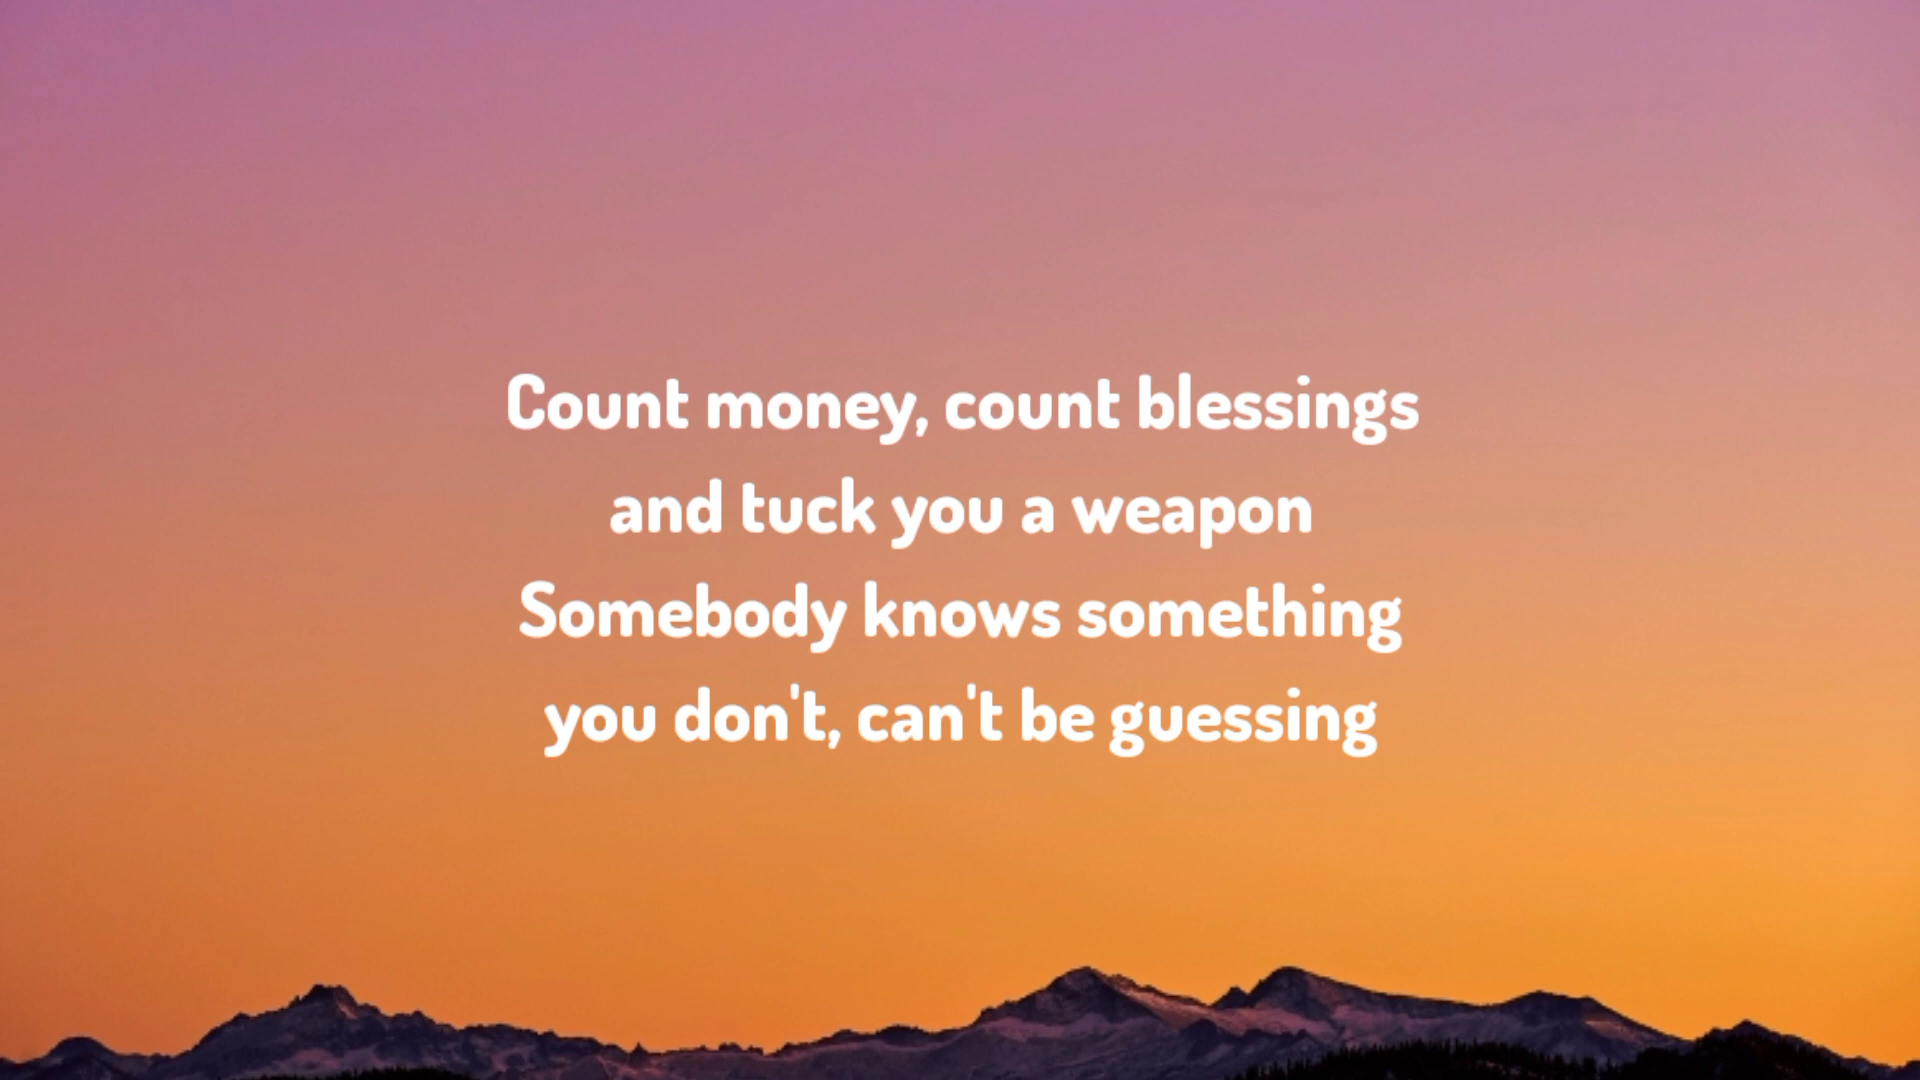 Count money, count blessings
and tuck you a weapon
Somebody knows something
you don't, can't be guessing